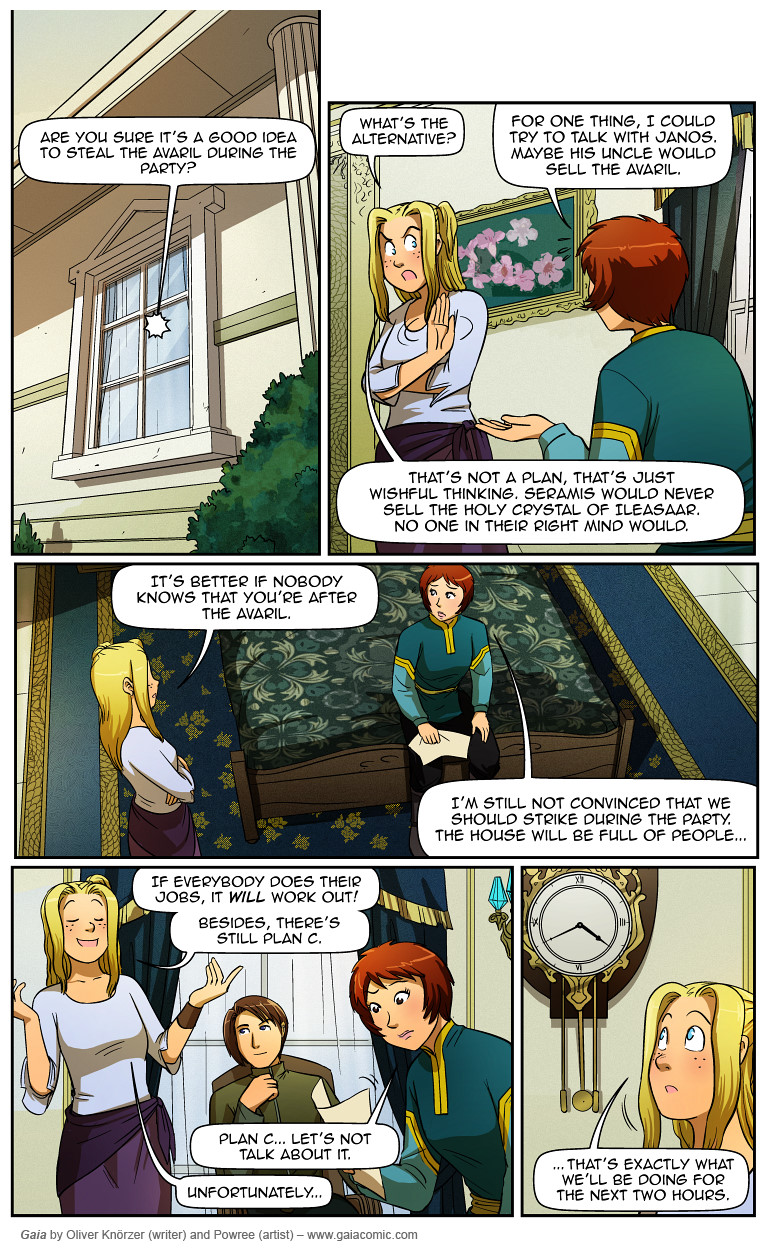 ARE YOU SURE IT'S A GOOD IDEA
TO STEAL THE AVARIL DURING THE
PARTY?
WHAT'S THE
ALTERNATIVE?
FOR ONE THING, I COULD
TRY TO TALK WITH JANOS.
MAYBE HIS UNCLE WOULD
SELL THE AVARIL.
THAT'S NOT A PLAN, THAT'S JUST
WISHFUL THINKING. SERAMIS WOULD NEVER
SELL THE HOLY CRYSTAL OF ILEASAAR.
NO ONE IN THEIR RIGHT MIND WOULD.
IT'S BETTER IF NOBODY
KNOWS THAT YOU'RE AFTER
THE AVARIL.
I'M STILL NOT CONVINCED THAT WE
SHOULD STRIKE DURING THE PARTY.
THE HOUSE WILL BE FULL OF PEOPLE...
IF EVERYBODY DOES THEIR
JOBS, IT WILL WORK OUT!
BESIDES, THERE'S
STILL PLAN C.
PLAN C... LET'S NOT
TALK ABOUT IT.
UNFORTUNATELY...
XII
III
VI
IX
...THAT'S EXACTLY WHAT
WE'LL BE DOING FOR
THE NEXT TWO HOURS.
Gaia by Oliver Knörzer (writer) and Powree (artist) – www.gaiacomic.com